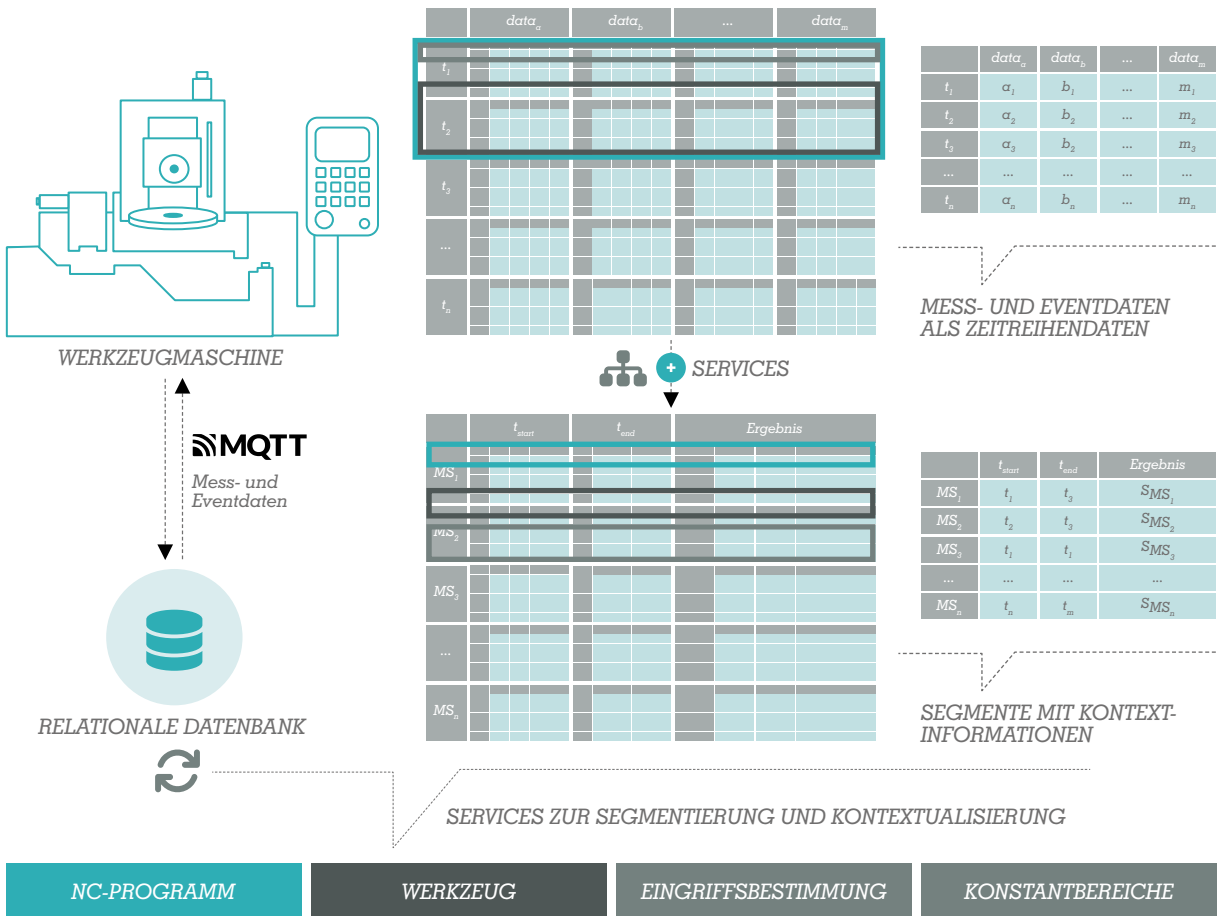 data_a data_b ... data_m
t_1
t_2
t_3
...
t_n
data_a data_b ... data_m
t_1 a_1 b_1 ... m_1
t_2 a_2 b_2 ... m_2
t_3 a_3 b_2 ... m_3
... ... ... ... ...
t_n a_n b_n ... m_n
MESS- UND EVENTDATEN
ALS ZEITREIHENDATEN
WERKZEUGMASCHINE
+ SERVICES
MQTT
Mess- und
Eventdaten
t_start t_end Ergebnis
MS_1
MS_2
MS_3
...
MS_n
t_start t_end Ergebnis
MS_1 t_1 t_3 S_MS_1
MS_2 t_2 t_3 S_MS_2
MS_3 t_1 t_1 S_MS_3
... ... ... ...
MS_n t_n t_m S_MS_n
RELATIONALE DATENBANK
SEGMENTE MIT KONTEXT-
INFORMATIONEN
SERVICES ZUR SEGMENTIERUNG UND KONTEXTUALISIERUNG
NC-PROGRAMM WERKZEUG EINGRIFFSBESTIMMUNG KONSTANTBEREICHE